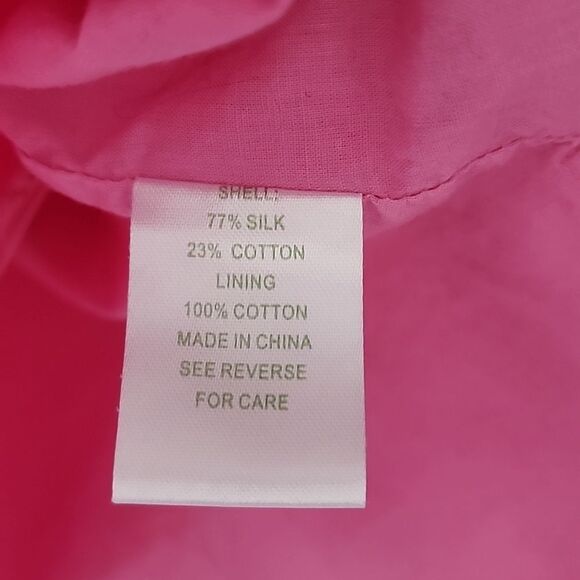 SHELL:
77% SILK
23% COTTON
LINING
100% COTTON
MADE IN CHINA
SEE REVERSE
FOR CARE